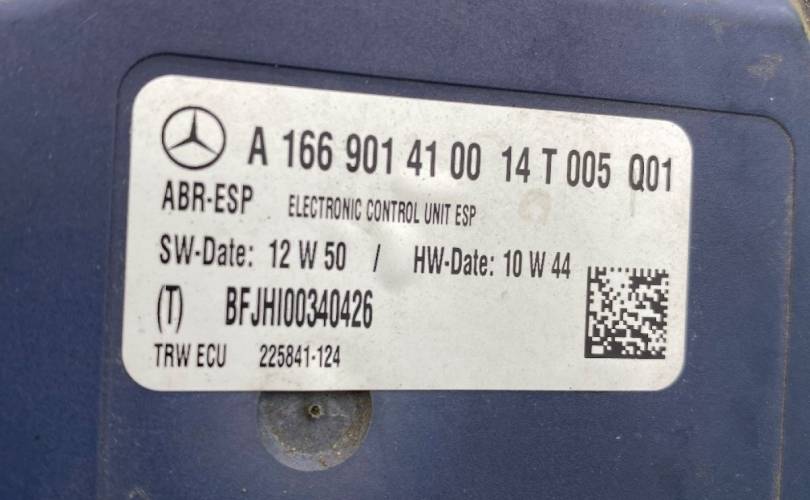 A 166 901 41 00 14 T 005 Q01
ABR-ESP ELECTRONIC CONTROL UNIT ESP
SW-Date: 12 W 50 / HW-Date: 10 W 44
(T) BFJHI00340426
TRW ECU 225841-124